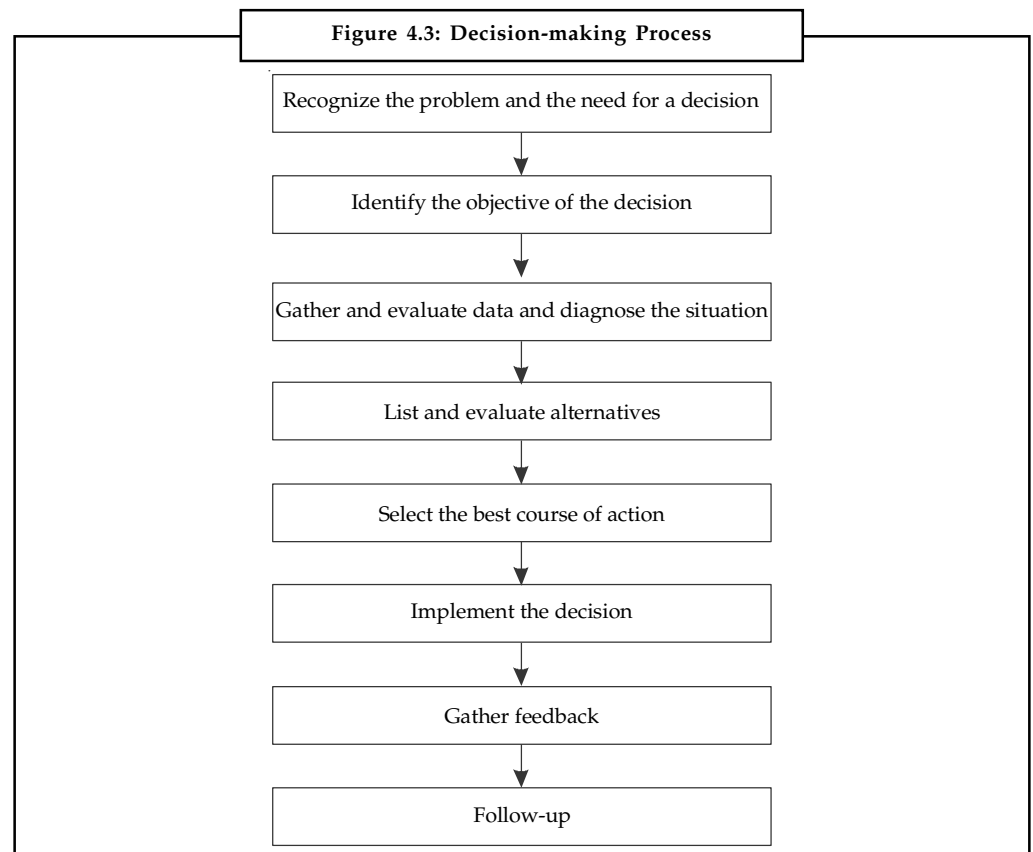 Figure 4.3: Decision-making Process
Recognize the problem and the need for a decision
Identify the objective of the decision
Gather and evaluate data and diagnose the situation
List and evaluate alternatives
Select the best course of action
Implement the decision
Gather feedback
Follow-up